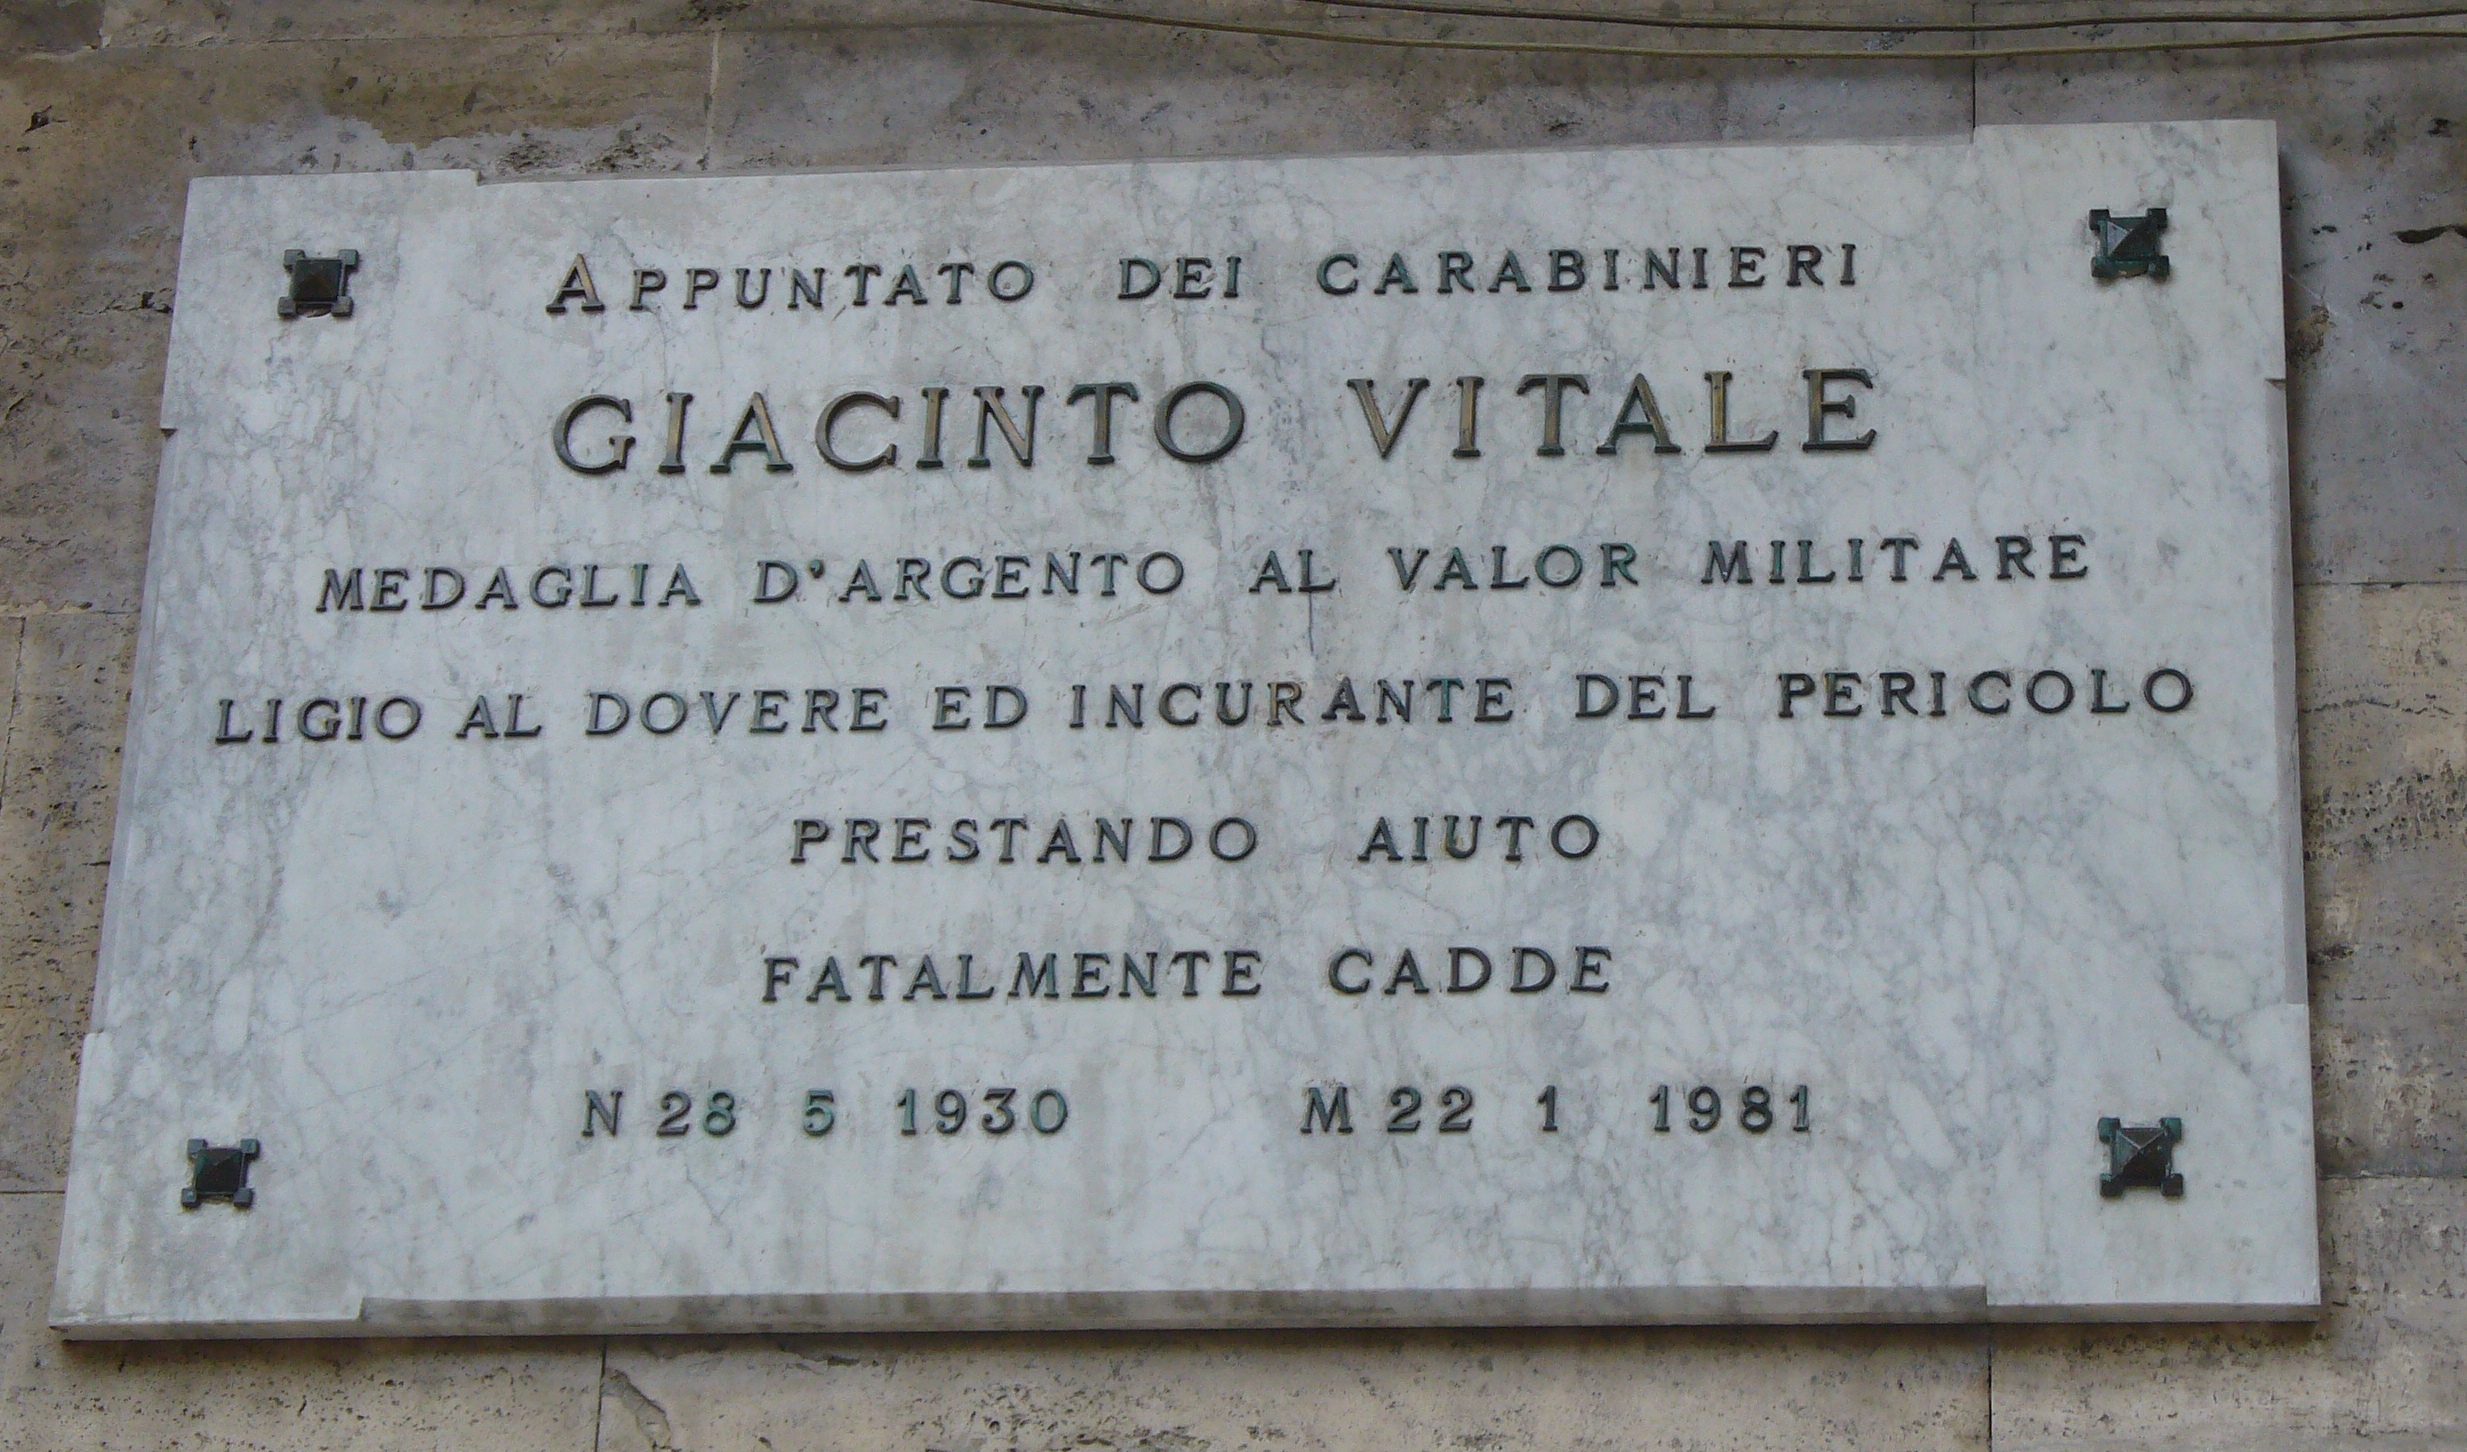 APPUNTATO DEI CARABINIERI
GIACINTO VITALE
MEDAGLIA D'ARGENTO AL VALOR MILITARE
LIGIO AL DOVERE ED INCURANTE DEL PERICOLO
PRESTANDO AIUTO
FATALMENTE CADDE
N 28 5 1930 M 22 1 1981